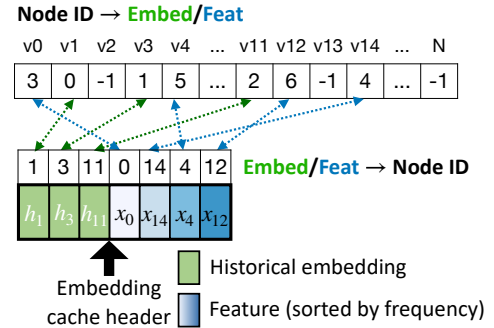 Node ID → Embed/Feat
v0 v1 v2 v3 v4 ... v11 v12 v13 v14 ... N
3 0 -1 1 5 ... 2 6 -1 4 ... -1
1 3 11 0 14 4 12 Embed/Feat → Node ID
h₁ h₃ h₁₁ x₀ x₁₄ x₄ x₁₂
Historical embedding
Embedding
cache header
Feature (sorted by frequency)